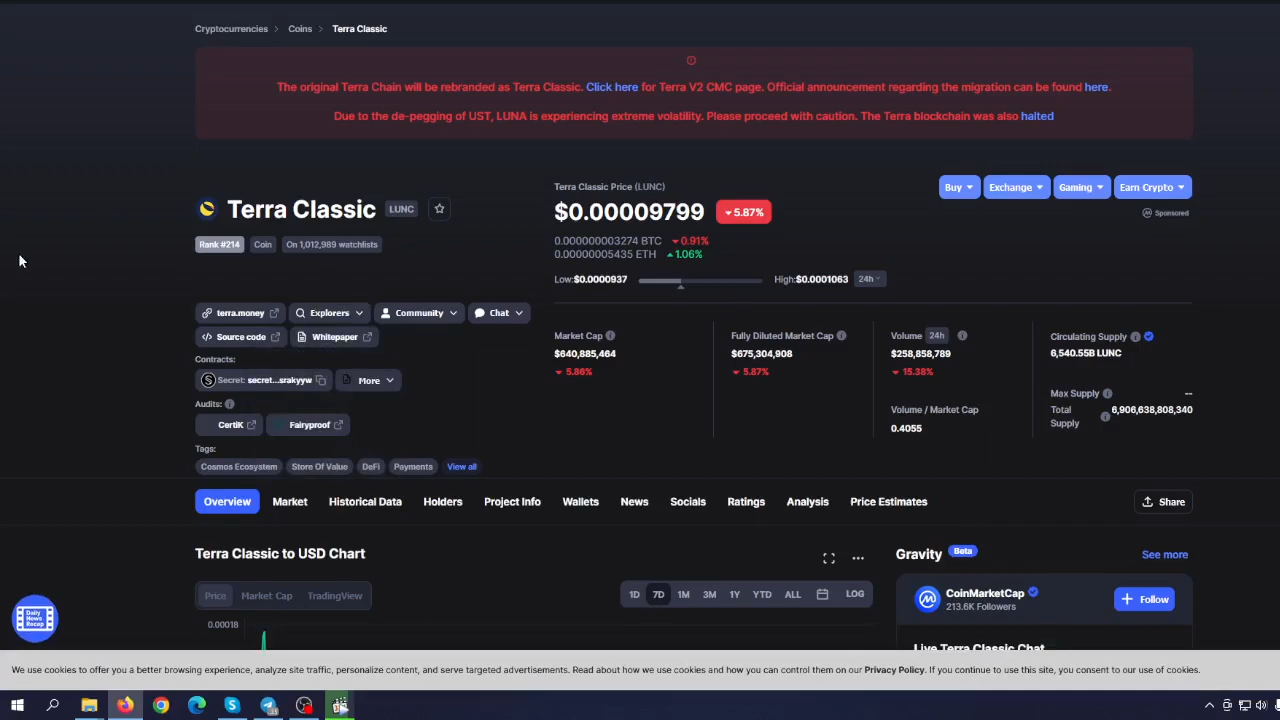 Cryptocurrencies > Coins > Terra Classic
The original Terra Chain will be rebranded as Terra Classic. Click here for Terra V2 CMC page. Official announcement regarding the migration can be found here.
Due to the de-pegging of UST, LUNA is experiencing extreme volatility. Please proceed with caution. The Terra blockchain was also halted
Terra Classic LUNC
Rank #214 Coin On 1,012,989 watchlists
Terra Classic Price (LUNC)
$0.00009799 5.87%
0.000000003274 BTC 0.91%
0.00000005435 ETH 1.06%
Low:$0.0000937 High:$0.0001063 24h
Buy Exchange Gaming Earn Crypto
Sponsored
terra.money Explorers Community Chat
Source code Whitepaper
Contracts:
Secret: secret...srakyyw More
Audits:
CertiK Fairyproof
Tags:
Cosmos Ecosystem Store Of Value DeFi Payments View all
Market Cap
$640,885,464
5.86%
Fully Diluted Market Cap
$675,304,908
5.87%
Volume 24h
$258,858,789
15.38%
Volume / Market Cap
0.4055
Circulating Supply
6,540.55B LUNC
Max Supply --
Total Supply 6,906,638,808,340
Overview Market Historical Data Holders Project Info Wallets News Socials Ratings Analysis Price Estimates Share
Terra Classic to USD Chart
Price Market Cap TradingView
1D 7D 1M 3M 1Y YTD ALL LOG
0.00018
Gravity Beta See more
CoinMarketCap
213.6K Followers
+ Follow
Live Terra Classic Chat
Daily
News
Recap
We use cookies to offer you a better browsing experience, analyze site traffic, personalize content, and serve targeted advertisements. Read about how we use cookies and how you can control them on our Privacy Policy. If you continue to use this site, you consent to our use of cookies.